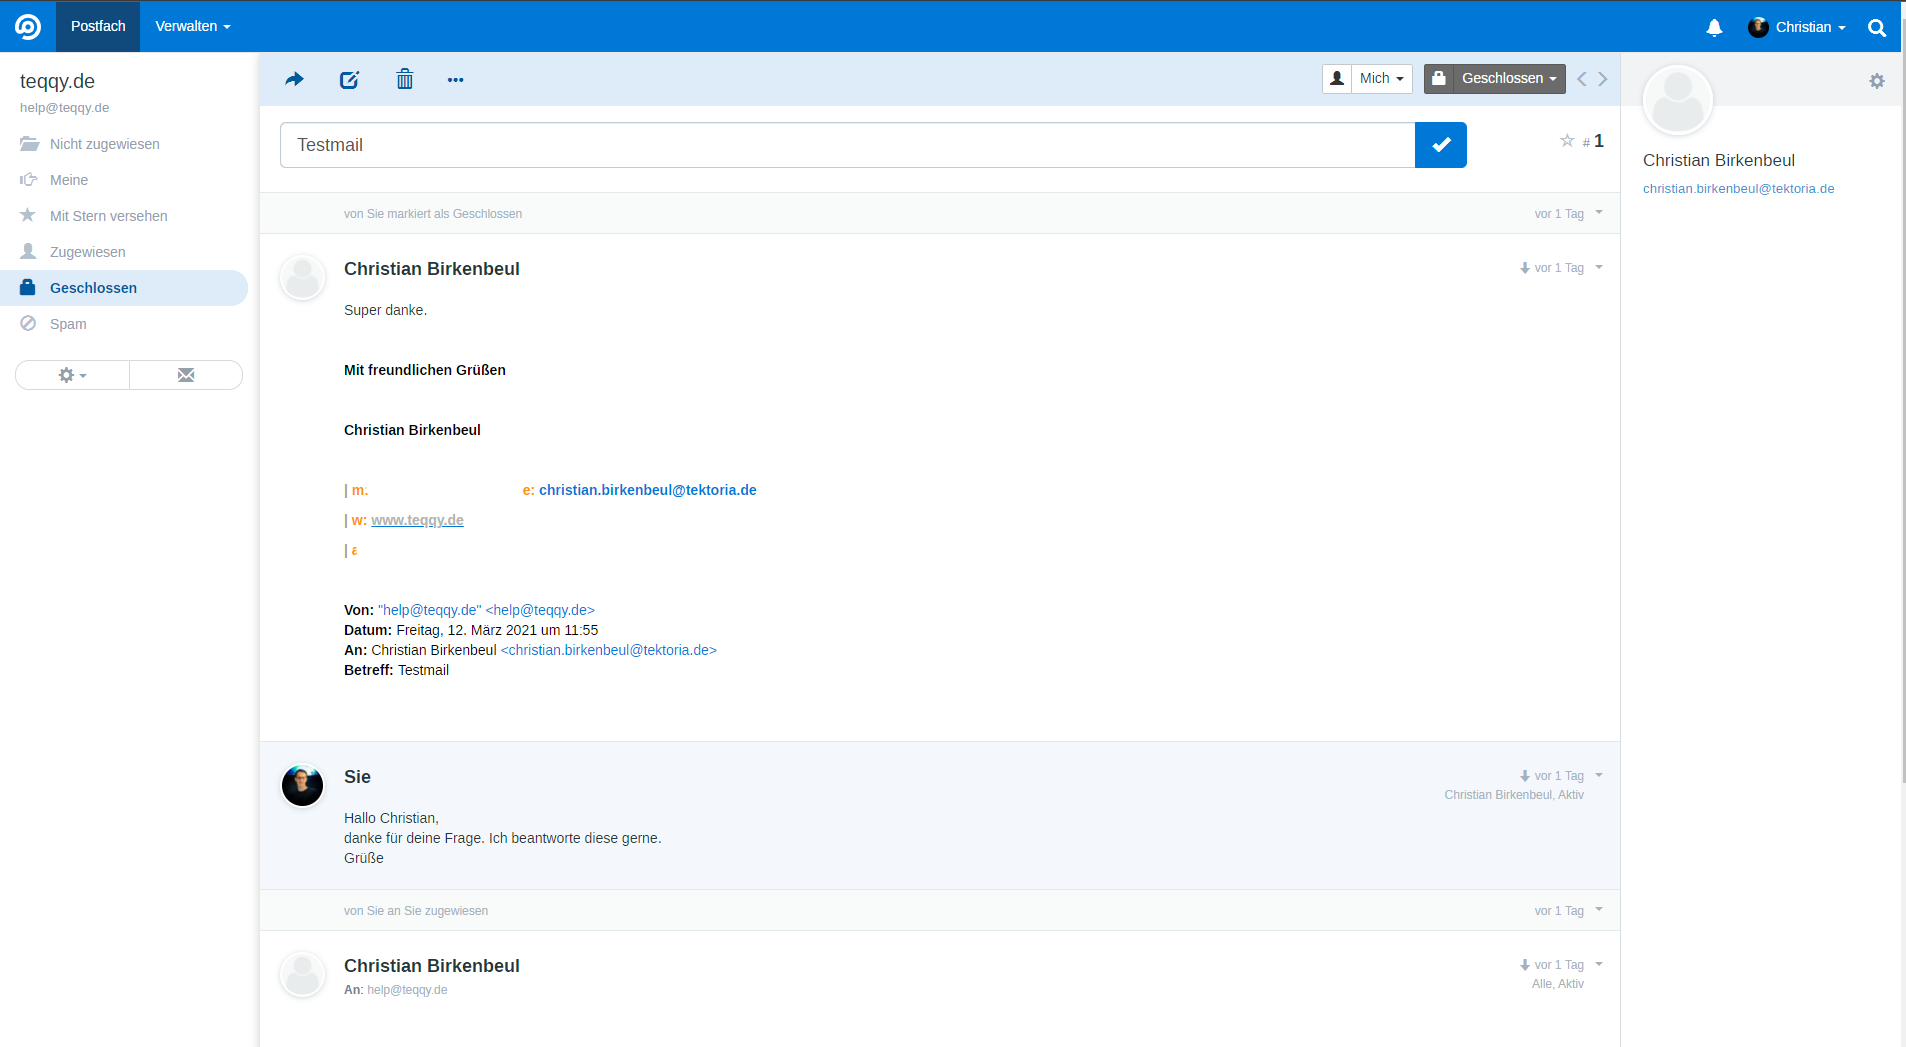 Postfach
Verwalten
Christian
teqqy.de
help@teqqy.de
Nicht zugewiesen
Meine
Mit Stern versehen
Zugewiesen
Geschlossen
Spam
Mich
Geschlossen
Testmail
# 1
von Sie markiert als Geschlossen
vor 1 Tag
Christian Birkenbeul
vor 1 Tag
Super danke.
Mit freundlichen Grüßen
Christian Birkenbeul
| m: e: christian.birkenbeul@tektoria.de
| w: www.teqqy.de
|
Von: "help@teqqy.de" <help@teqqy.de>
Datum: Freitag, 12. März 2021 um 11:55
An: Christian Birkenbeul <christian.birkenbeul@tektoria.de>
Betreff: Testmail
Sie
vor 1 Tag
Christian Birkenbeul, Aktiv
Hallo Christian,
danke für deine Frage. Ich beantworte diese gerne.
Grüße
von Sie an Sie zugewiesen
vor 1 Tag
Christian Birkenbeul
vor 1 Tag
An: help@teqqy.de
Alle, Aktiv
Christian Birkenbeul
christian.birkenbeul@tektoria.de